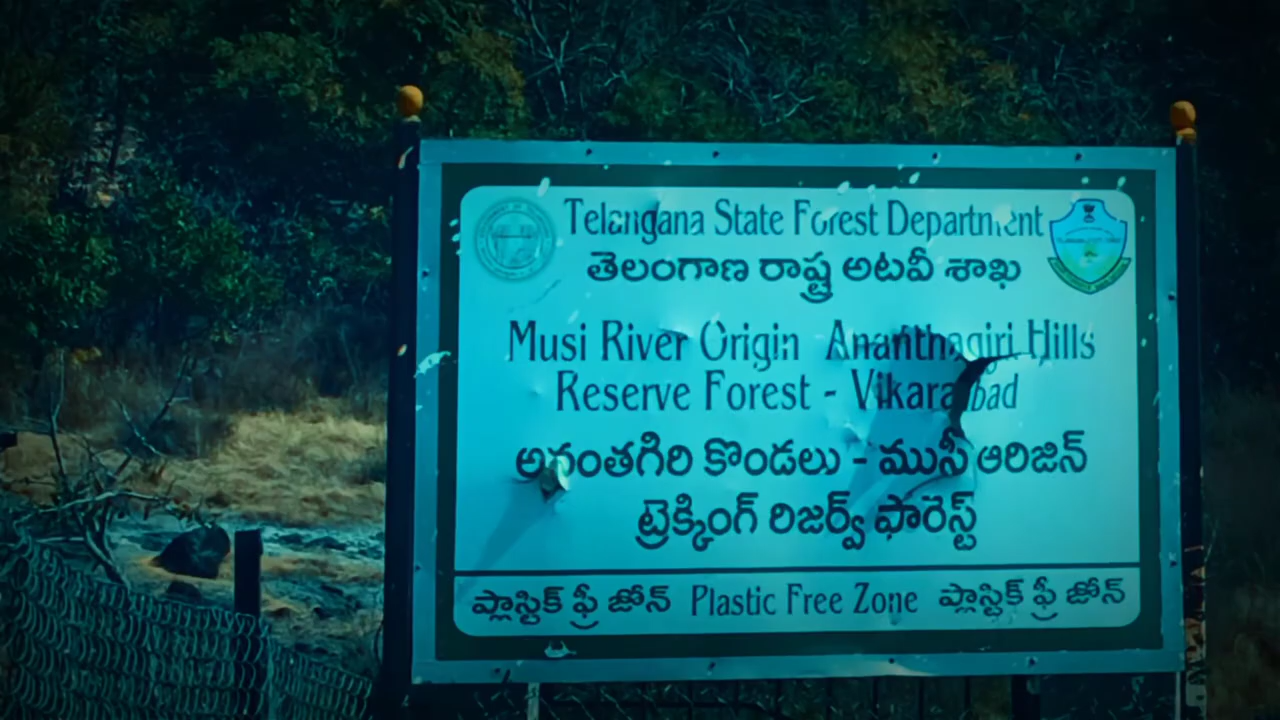 Telangana State Forest Department
తెలంగాణ రాష్ట్ర అటవీ శాఖ
Musi River Origin Ananthagiri Hills
Reserve Forest - Vikarabad
అనంతగిరి కొండలు - ముసీ ఆరిజిన్
ట్రెక్కింగ్ రిజర్వ్ ఫారెస్ట్
ప్లాస్టిక్ ఫ్రీ జోన్ Plastic Free Zone ప్లాస్టిక్ ఫ్రీ జోన్